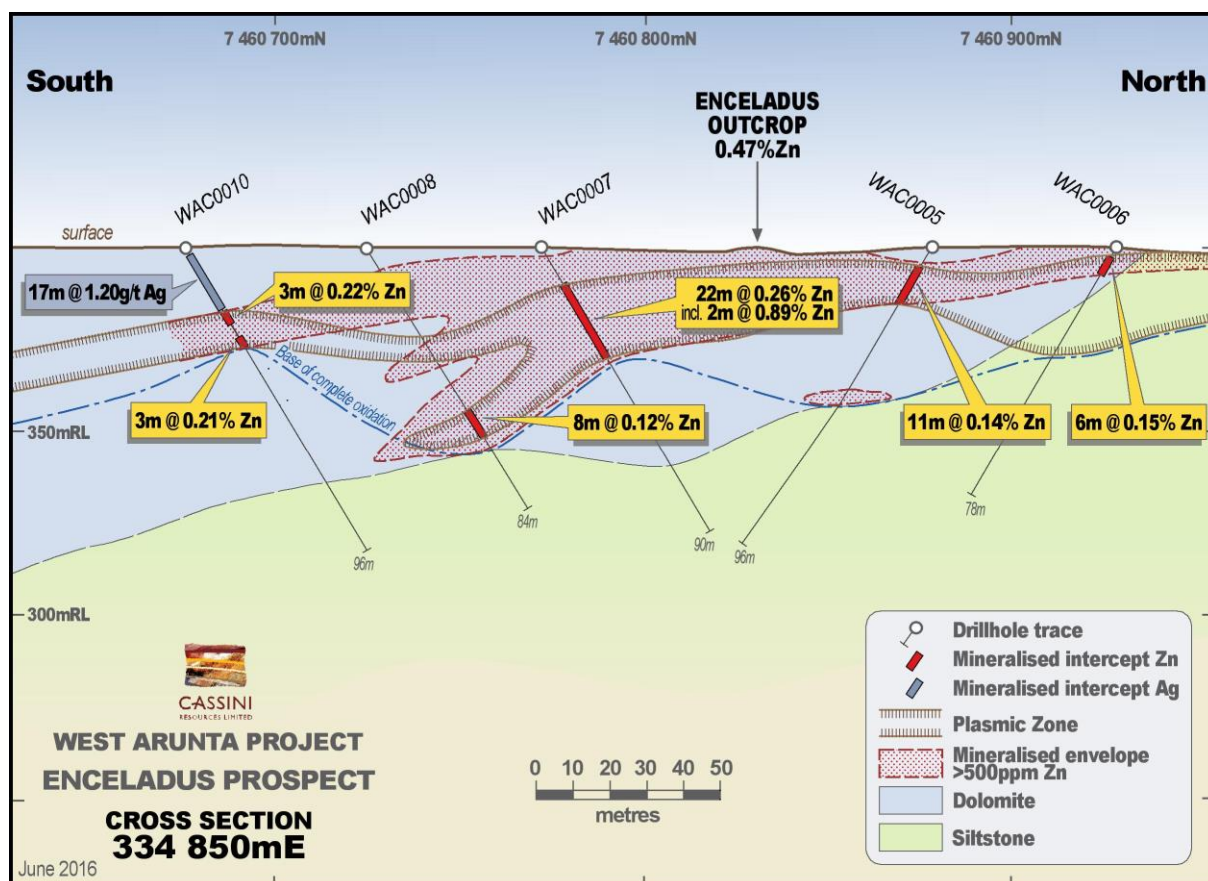 7 460 700mN
7 460 800mN
7 460 900mN
South
North
ENCELADUS
OUTCROP
0.47%Zn
WAC0010
WAC0008
WAC0007
WAC0005
WAC0006
surface
17m @ 1.20g/t Ag
3m @ 0.22% Zn
22m @ 0.26% Zn
incl. 2m @ 0.89% Zn
Base of complete oxidation
3m @ 0.21% Zn
8m @ 0.12% Zn
11m @ 0.14% Zn
6m @ 0.15% Zn
350mRL
84m
90m
96m
78m
96m
300mRL
CASSINI
RESOURCES LIMITED
WEST ARUNTA PROJECT
ENCELADUS PROSPECT
CROSS SECTION
334 850mE
June 2016
0 10 20 30 40 50
metres
Drillhole trace
Mineralised intercept Zn
Mineralised intercept Ag
Plasmic Zone
Mineralised envelope
>500ppm Zn
Dolomite
Siltstone